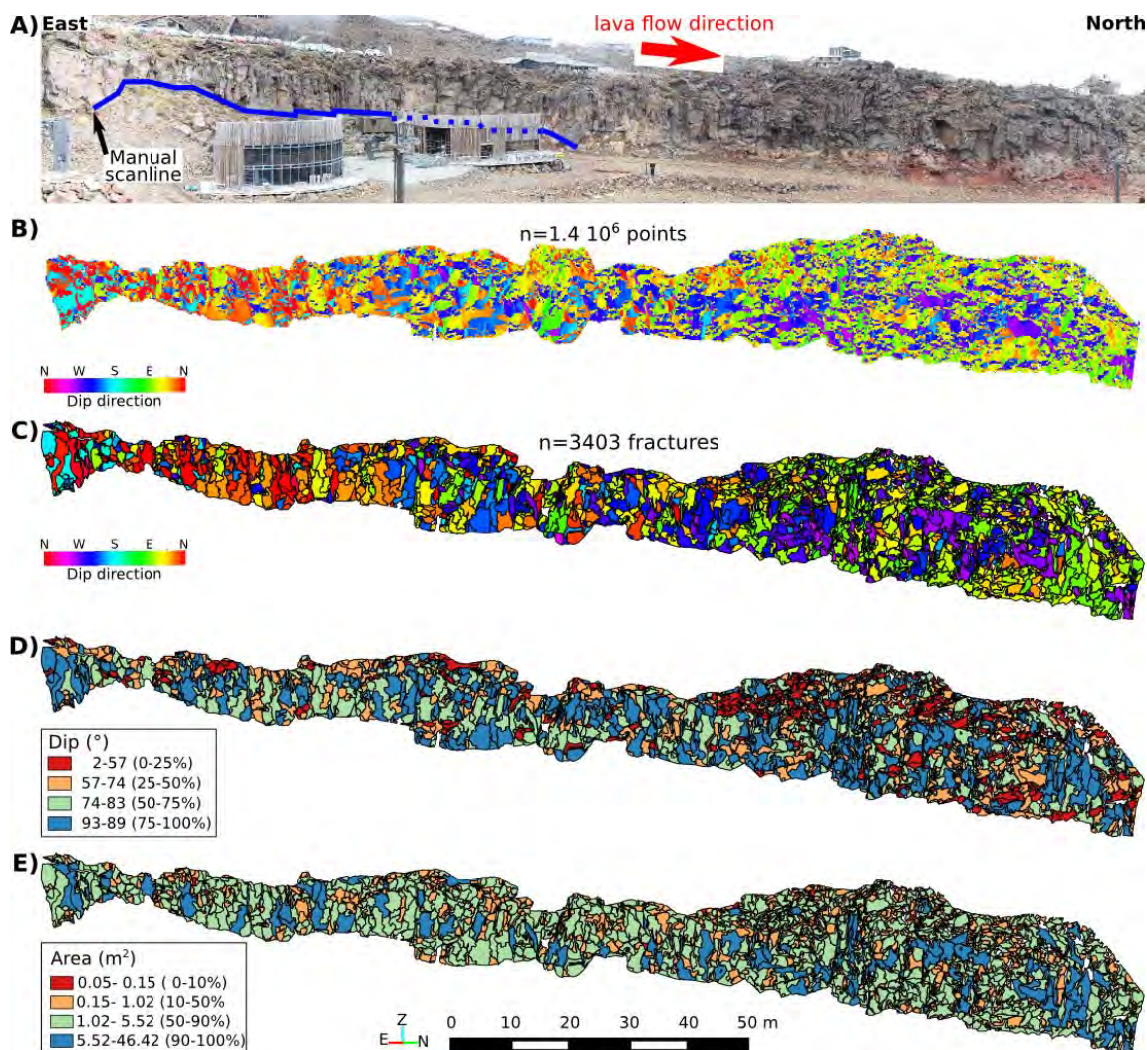 A) East
lava flow direction
North
Manual
scanline
B)
n=1.4 10⁶ points
N W S E N
Dip direction
C)
n=3403 fractures
N W S E N
Dip direction
D)
Dip (°)
2-57 (0-25%)
57-74 (25-50%)
74-83 (50-75%)
93-89 (75-100%)
E)
Area (m²)
0.05- 0.15 ( 0-10%)
0.15- 1.02 (10-50%
1.02- 5.52 (50-90%)
5.52-46.42 (90-100%)
Z
E N
0 10 20 30 40 50 m